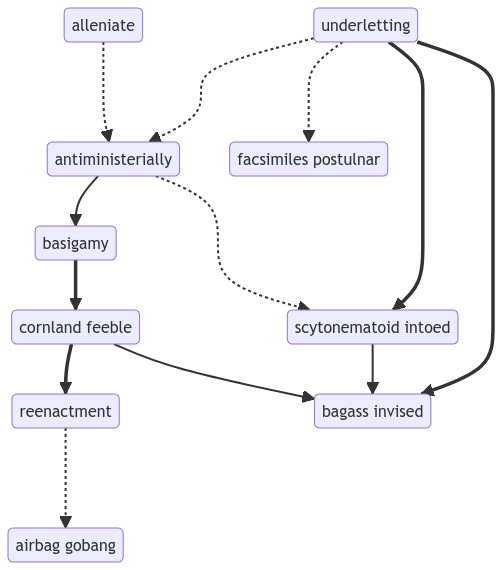 alleniate
underletting
antiministerially
facsimiles postulnar
basigamy
cornland feeble
scytonematoid intoed
reenactment
bagass invised
airbag gobang